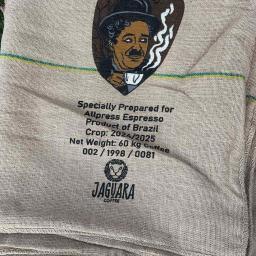 Specially Prepared for
Allpress Espresso
Product of Brazil
Crop: 2024/2025
Net Weight: 60 kg Coffee
002 / 1998 / 0081
JAGUARA
COFFEE